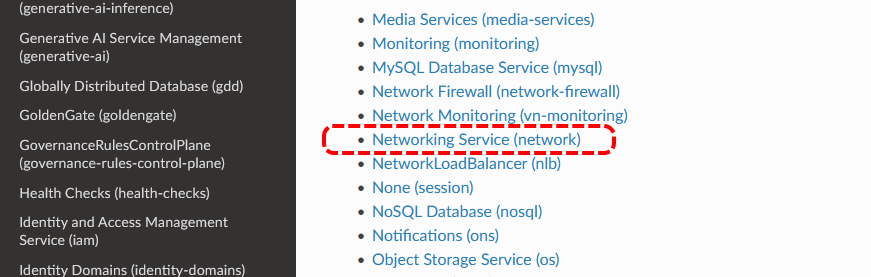 (generative-ai-inference)
Generative AI Service Management
(generative-ai)
Globally Distributed Database (gdd)
GoldenGate (goldengate)
GovernanceRulesControlPlane
(governance-rules-control-plane)
Health Checks (health-checks)
Identity and Access Management
Service (iam)
Identity Domains (identity-domains)
Media Services (media-services)
Monitoring (monitoring)
MySQL Database Service (mysql)
Network Firewall (network-firewall)
Network Monitoring (vn-monitoring)
Networking Service (network)
NetworkLoadBalancer (nlb)
None (session)
NoSQL Database (nosql)
Notifications (ons)
Object Storage Service (os)